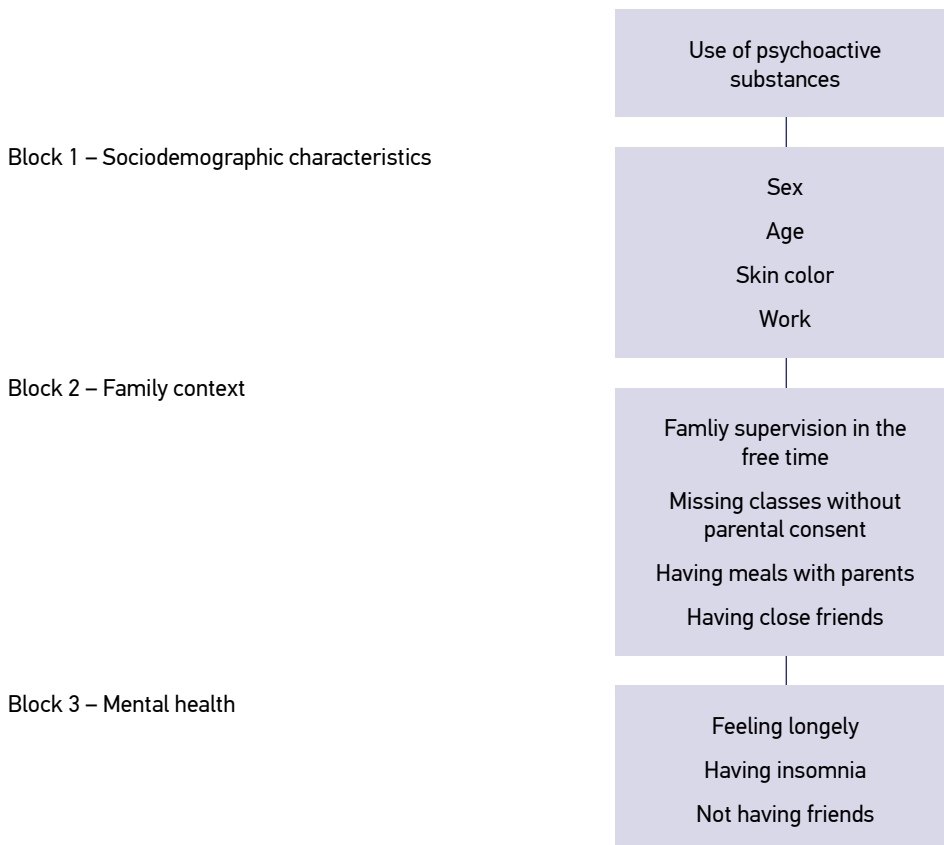 Use of psychoactive
substances
Block 1 – Sociodemographic characteristics
Sex
Age
Skin color
Work
Block 2 – Family context
Famliy supervision in the
free time
Missing classes without
parental consent
Having meals with parents
Having close friends
Block 3 – Mental health
Feeling longely
Having insomnia
Not having friends